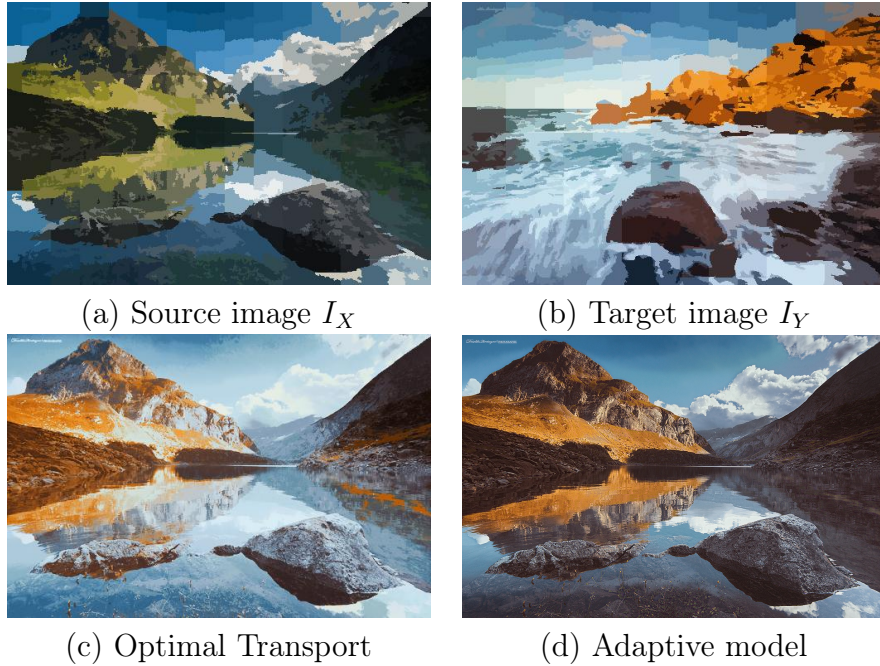 (a) Source image I_X
(b) Target image I_Y
(c) Optimal Transport
(d) Adaptive model